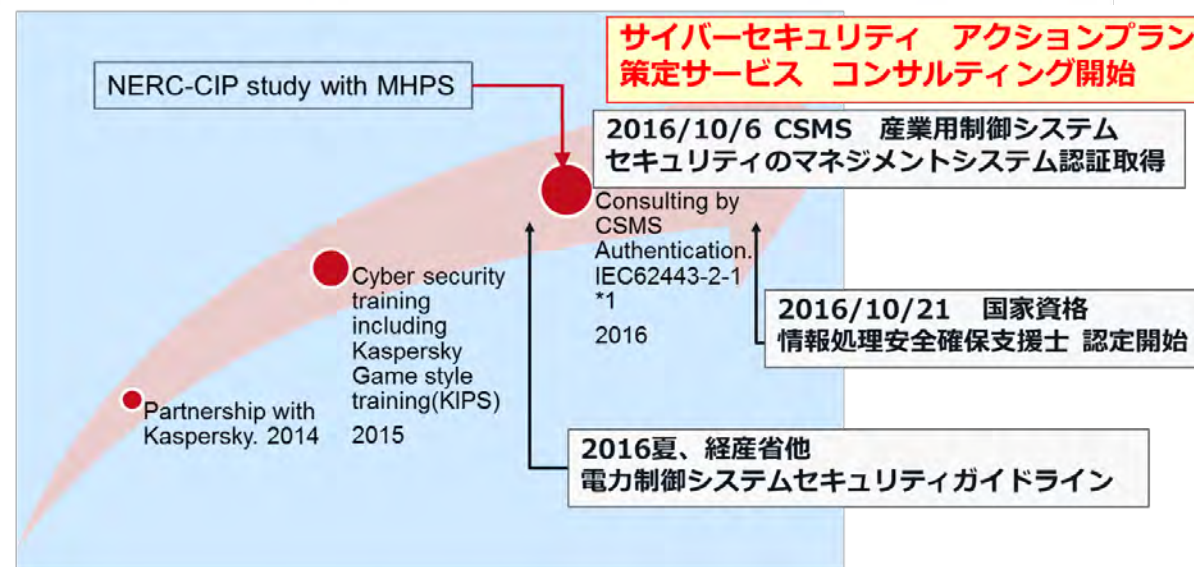 サイバーセキュリティ　アクションプラン
策定サービス　コンサルティング開始
NERC-CIP study with MHPS
2016/10/6 CSMS　産業用制御システム
セキュリティのマネジメントシステム認証取得
Consulting by
CSMS
Authentication.
IEC62443-2-1
*1
2016
Cyber security
training
including
Kaspersky
Game style
training(KIPS)
2015
2016/10/21　国家資格
情報処理安全確保支援士 認定開始
Partnership with
Kaspersky. 2014
2016夏、経産省他
電力制御システムセキュリティガイドライン